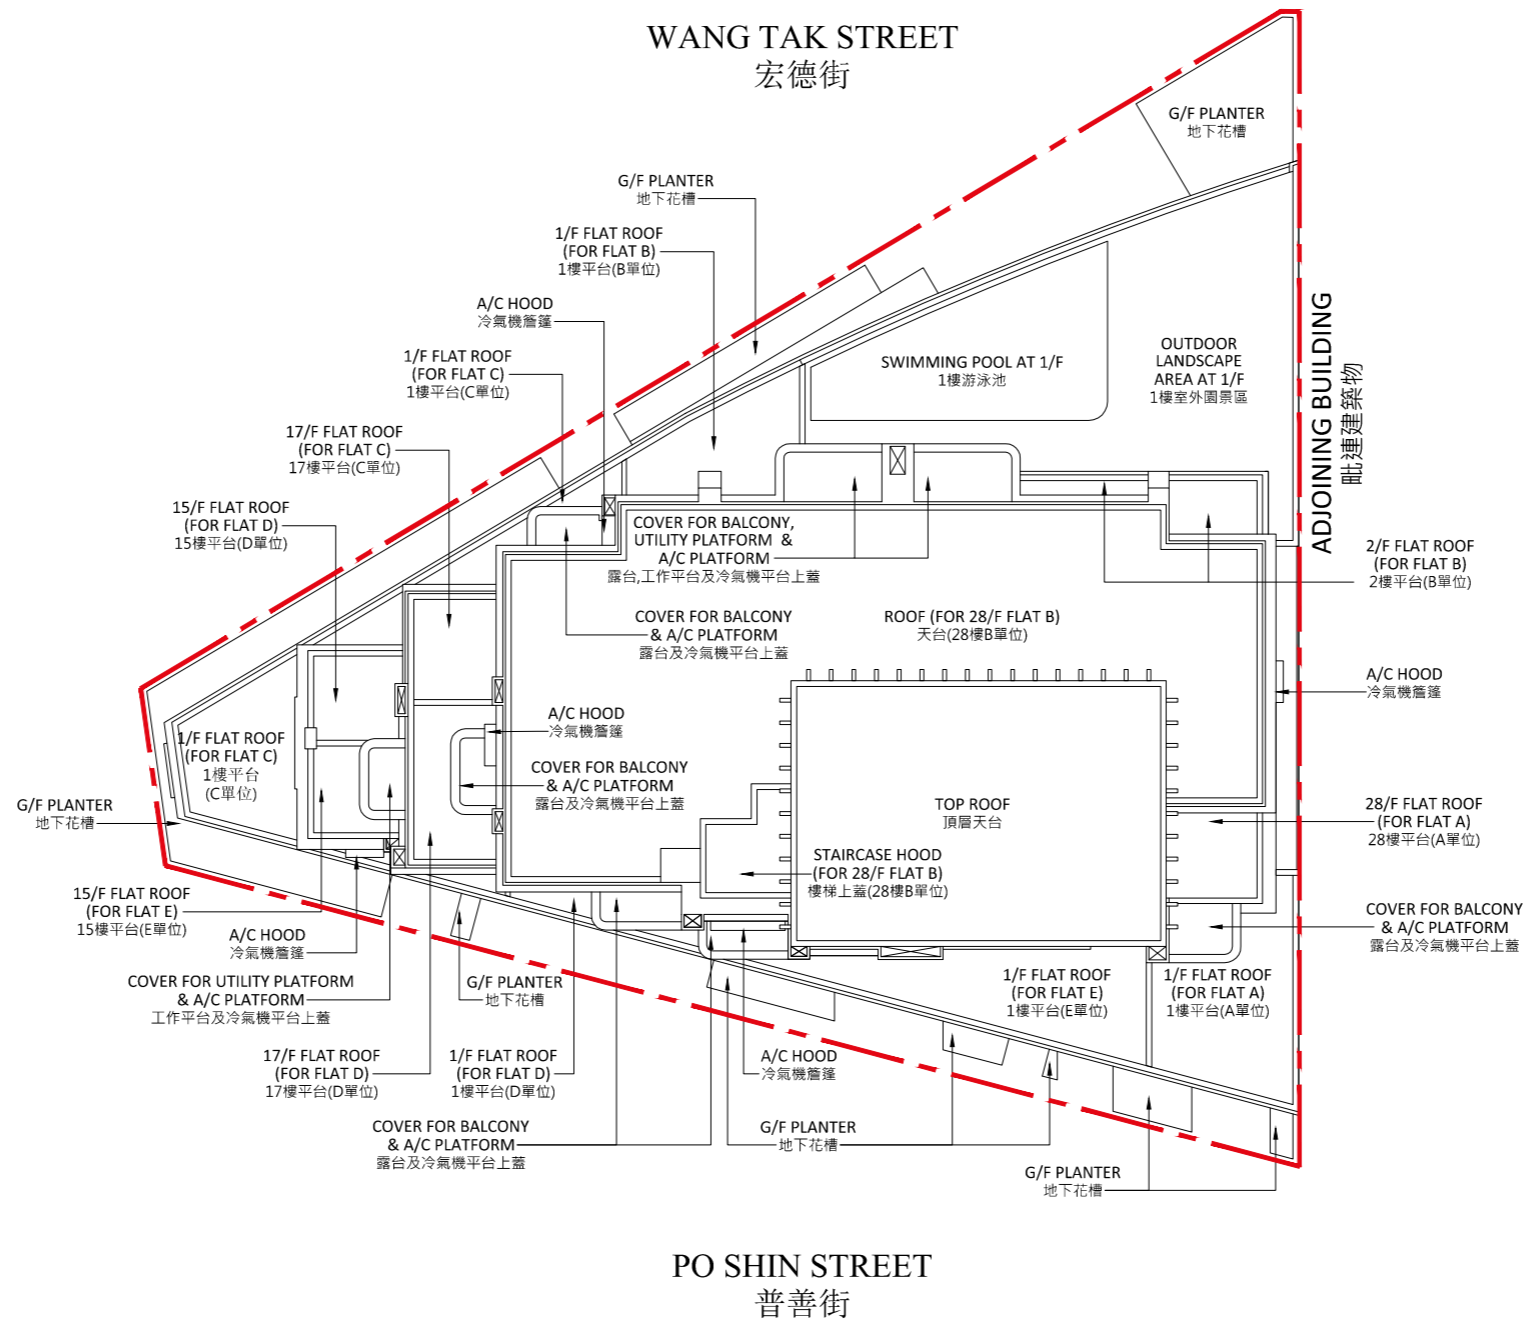 WANG TAK STREET
宏德街
G/F PLANTER
地下花槽
G/F PLANTER
地下花槽
1/F FLAT ROOF
(FOR FLAT B)
1樓平台(B單位)
A/C HOOD
冷氣機簷篷
1/F FLAT ROOF
(FOR FLAT C)
1樓平台(C單位)
17/F FLAT ROOF
(FOR FLAT C)
17樓平台(C單位)
15/F FLAT ROOF
(FOR FLAT D)
15樓平台(D單位)
SWIMMING POOL AT 1/F
1樓游泳池
OUTDOOR
LANDSCAPE
AREA AT 1/F
1樓室外園景區
ADJOINING BUILDING
毗連建築物
COVER FOR BALCONY,
UTILITY PLATFORM &
A/C PLATFORM
露台,工作平台及冷氣機平台上蓋
2/F FLAT ROOF
(FOR FLAT B)
2樓平台(B單位)
COVER FOR BALCONY
& A/C PLATFORM
露台及冷氣機平台上蓋
ROOF (FOR 28/F FLAT B)
天台(28樓B單位)
A/C HOOD
冷氣機簷篷
A/C HOOD
冷氣機簷篷
1/F FLAT ROOF
(FOR FLAT C)
1樓平台
(C單位)
COVER FOR BALCONY
& A/C PLATFORM
露台及冷氣機平台上蓋
G/F PLANTER
地下花槽
TOP ROOF
頂層天台
28/F FLAT ROOF
(FOR FLAT A)
28樓平台(A單位)
STAIRCASE HOOD
(FOR 28/F FLAT B)
樓梯上蓋(28樓B單位)
15/F FLAT ROOF
(FOR FLAT E)
15樓平台(E單位)
A/C HOOD
冷氣機簷篷
COVER FOR BALCONY
& A/C PLATFORM
露台及冷氣機平台上蓋
COVER FOR UTILITY PLATFORM
& A/C PLATFORM
工作平台及冷氣機平台上蓋
G/F PLANTER
地下花槽
1/F FLAT ROOF
(FOR FLAT E)
1樓平台(E單位)
1/F FLAT ROOF
(FOR FLAT A)
1樓平台(A單位)
17/F FLAT ROOF
(FOR FLAT D)
17樓平台(D單位)
1/F FLAT ROOF
(FOR FLAT D)
1樓平台(D單位)
A/C HOOD
冷氣機簷篷
COVER FOR BALCONY
& A/C PLATFORM
露台及冷氣機平台上蓋
G/F PLANTER
地下花槽
G/F PLANTER
地下花槽
PO SHIN STREET
普善街